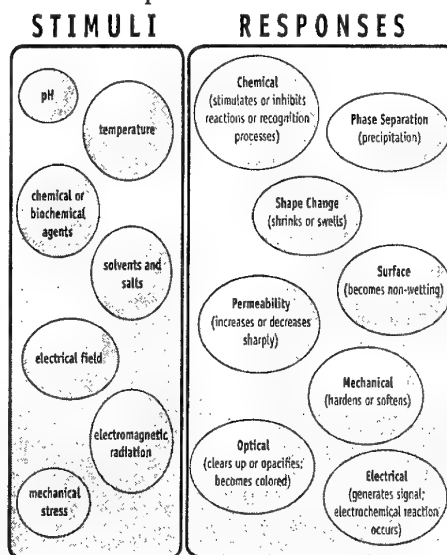 STIMULI
pH
temperature
chemical or
biochemical
agents
solvents and
salts
electrical field
electromagnetic
radiation
mechanical
stress
RESPONSES
Chemical
(stimulates or inhibits
reactions or recognition
processes)
Phase Separation
(precipitation)
Shape Change
(shrinks or swells)
Surface
(becomes non-wetting)
Permeability
(increases or decreases
sharply)
Mechanical
(hardens or softens)
Optical
(clears up or opacifies;
becomes colored)
Electrical
(generates signal;
electrochemical reaction
occurs)